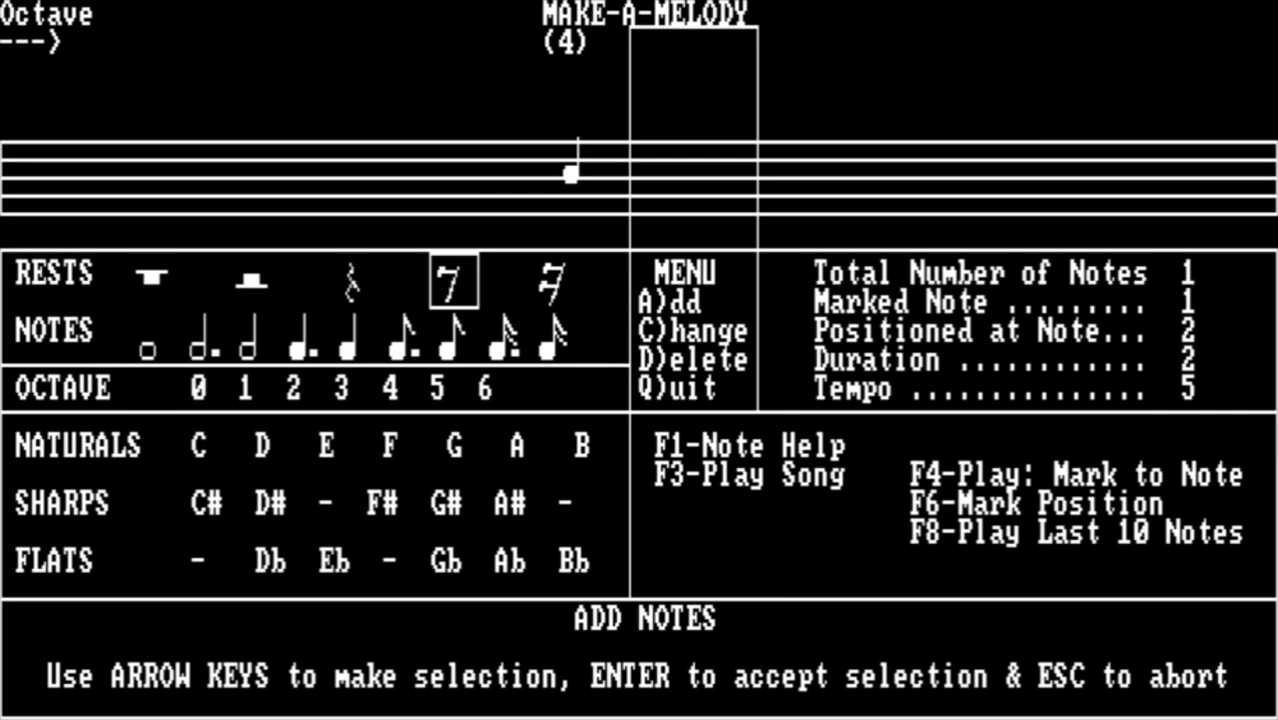 Octave MAKE-A-MELODY
---> (4)
RESTS
NOTES
OCTAVE 0 1 2 3 4 5 6
MENU
A)dd
C)hange
D)elete
Q)uit
Total Number of Notes 1
Marked Note ......... 1
Positioned at Note... 2
Duration ............ 2
Tempo ............... 5
NATURALS C D E F G A B
SHARPS C# D# - F# G# A# -
FLATS - Db Eb - Gb Ab Bb
F1-Note Help
F3-Play Song F4-Play: Mark to Note
F6-Mark Position
F8-Play Last 10 Notes
ADD NOTES
Use ARROW KEYS to make selection, ENTER to accept selection & ESC to abort